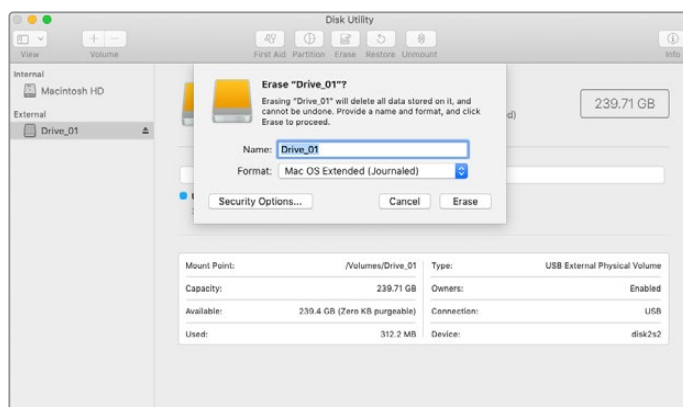 Disk Utility
View
Volume
First Aid
Partition
Erase
Restore
Unmount
Info
Internal
Macintosh HD
External
Drive_01
Erase "Drive_01"?
Erasing "Drive_01" will delete all data stored on it, and
cannot be undone. Provide a name and format, and click
Erase to proceed.
Name: Drive_01
Format: Mac OS Extended (Journaled)
Security Options...
Cancel
Erase
d)
239.71 GB
Mount Point: /Volumes/Drive_01
Type: USB External Physical Volume
Capacity: 239.71 GB
Owners: Enabled
Available: 239.4 GB (Zero KB purgeable)
Connection: USB
Used: 312.2 MB
Device: disk2s2